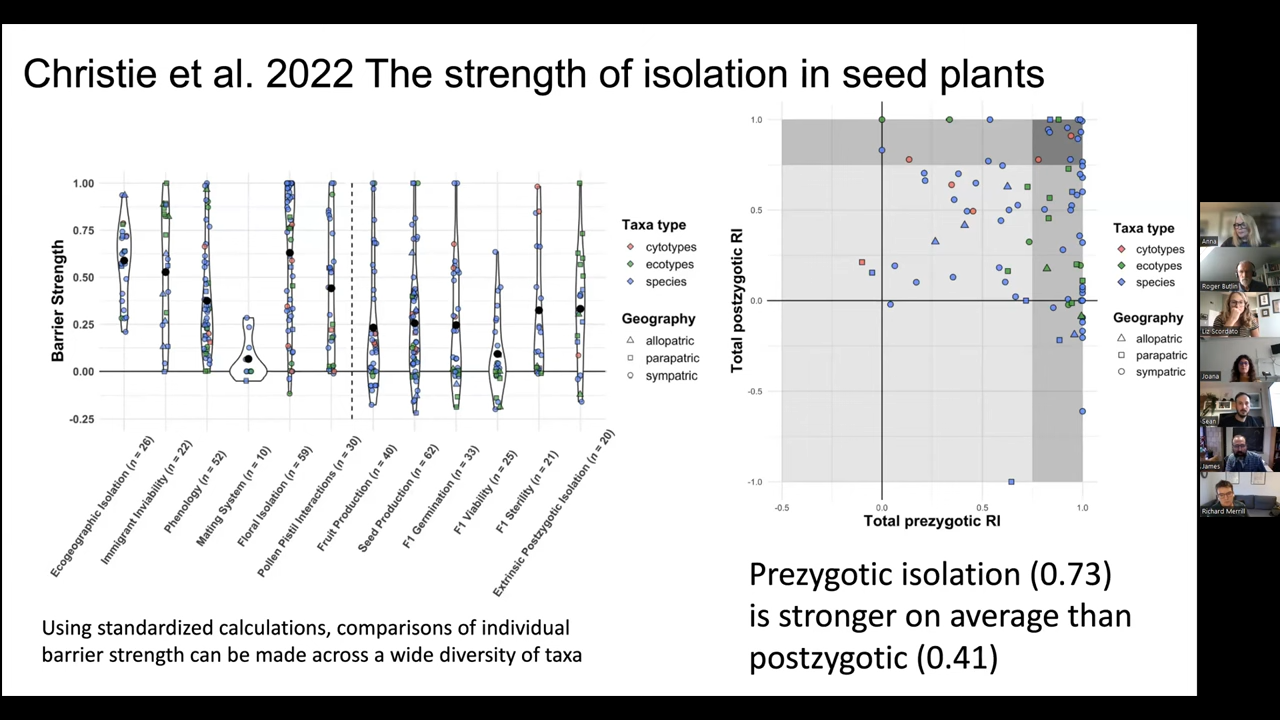 Christie et al. 2022 The strength of isolation in seed plants
Barrier Strength
1.00
0.75
0.50
0.25
0.00
-0.25
Ecogeographic Isolation (n = 26)
Immigrant Inviability (n = 22)
Phenology (n = 52)
Mating System (n = 10)
Floral Isolation (n = 59)
Pollen Pistil Interactions (n = 30)
Fruit Production (n = 40)
Seed Production (n = 62)
F1 Germination (n = 33)
F1 Viability (n = 25)
F1 Sterility (n = 21)
Extrinsic Postzygotic Isolation (n = 20)
Taxa type
cytotypes
ecotypes
species
Geography
allopatric
parapatric
sympatric
Total postzygotic RI
1.0
0.5
0.0
-0.5
-1.0
-0.5
0.0
0.5
1.0
Total prezygotic RI
Taxa type
cytotypes
ecotypes
species
Geography
allopatric
parapatric
sympatric
Using standardized calculations, comparisons of individual
barrier strength can be made across a wide diversity of taxa
Prezygotic isolation (0.73)
is stronger on average than
postzygotic (0.41)
Anna
Roger Butlin
Liz Scordato
Joana
Sean
James
Richard Merrill